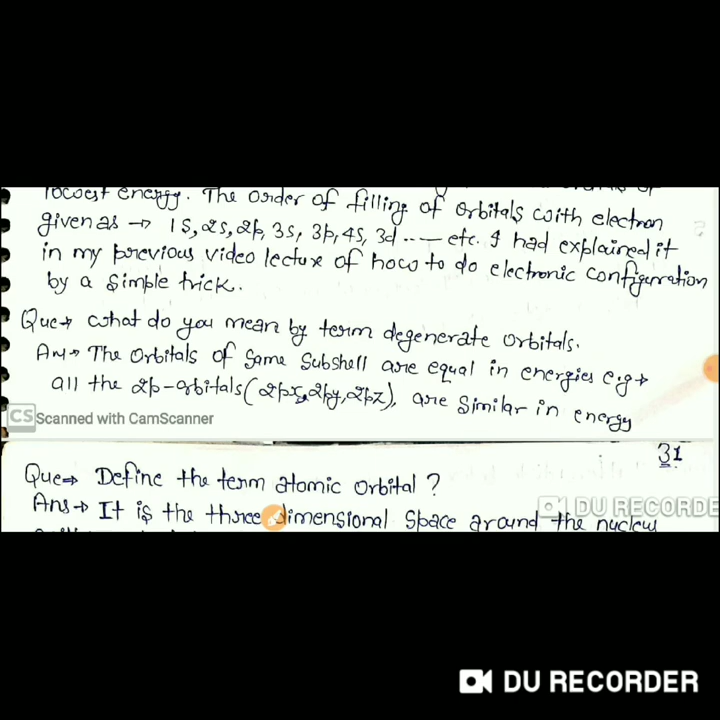 lowest energy. The order of filling of orbitals with electron
given as → 1s, 2s, 2p, 3s, 3p, 4s, 3d ..... etc. I had explained it
in my previous video lecture of how to do electronic configuration
by a simple trick.
Que→ What do you mean by term degenerate orbitals.
Ans→ The orbitals of same subshell are equal in energies e.g→
all the 2p-orbitals (2px, 2py, 2pz), are similar in energy
CS Scanned with CamScanner
31
Que→ Define the term atomic orbital ?
Ans→ It is the three dimensional space around the nucleus
DU RECORDE
DU RECORDER